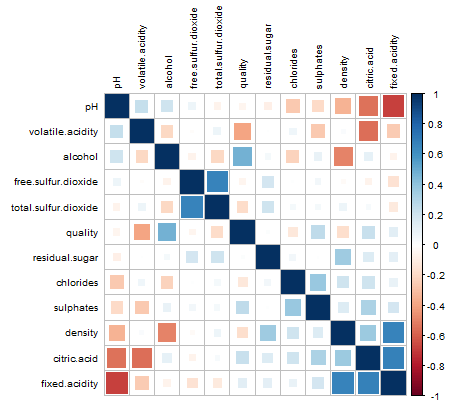 pH
volatile.acidity
alcohol
free.sulfur.dioxide
total.sulfur.dioxide
quality
residual.sugar
chlorides
sulphates
density
citric.acid
fixed.acidity
pH
volatile.acidity
alcohol
free.sulfur.dioxide
total.sulfur.dioxide
quality
residual.sugar
chlorides
sulphates
density
citric.acid
fixed.acidity
1
0.8
0.6
0.4
0.2
0
-0.2
-0.4
-0.6
-0.8
-1